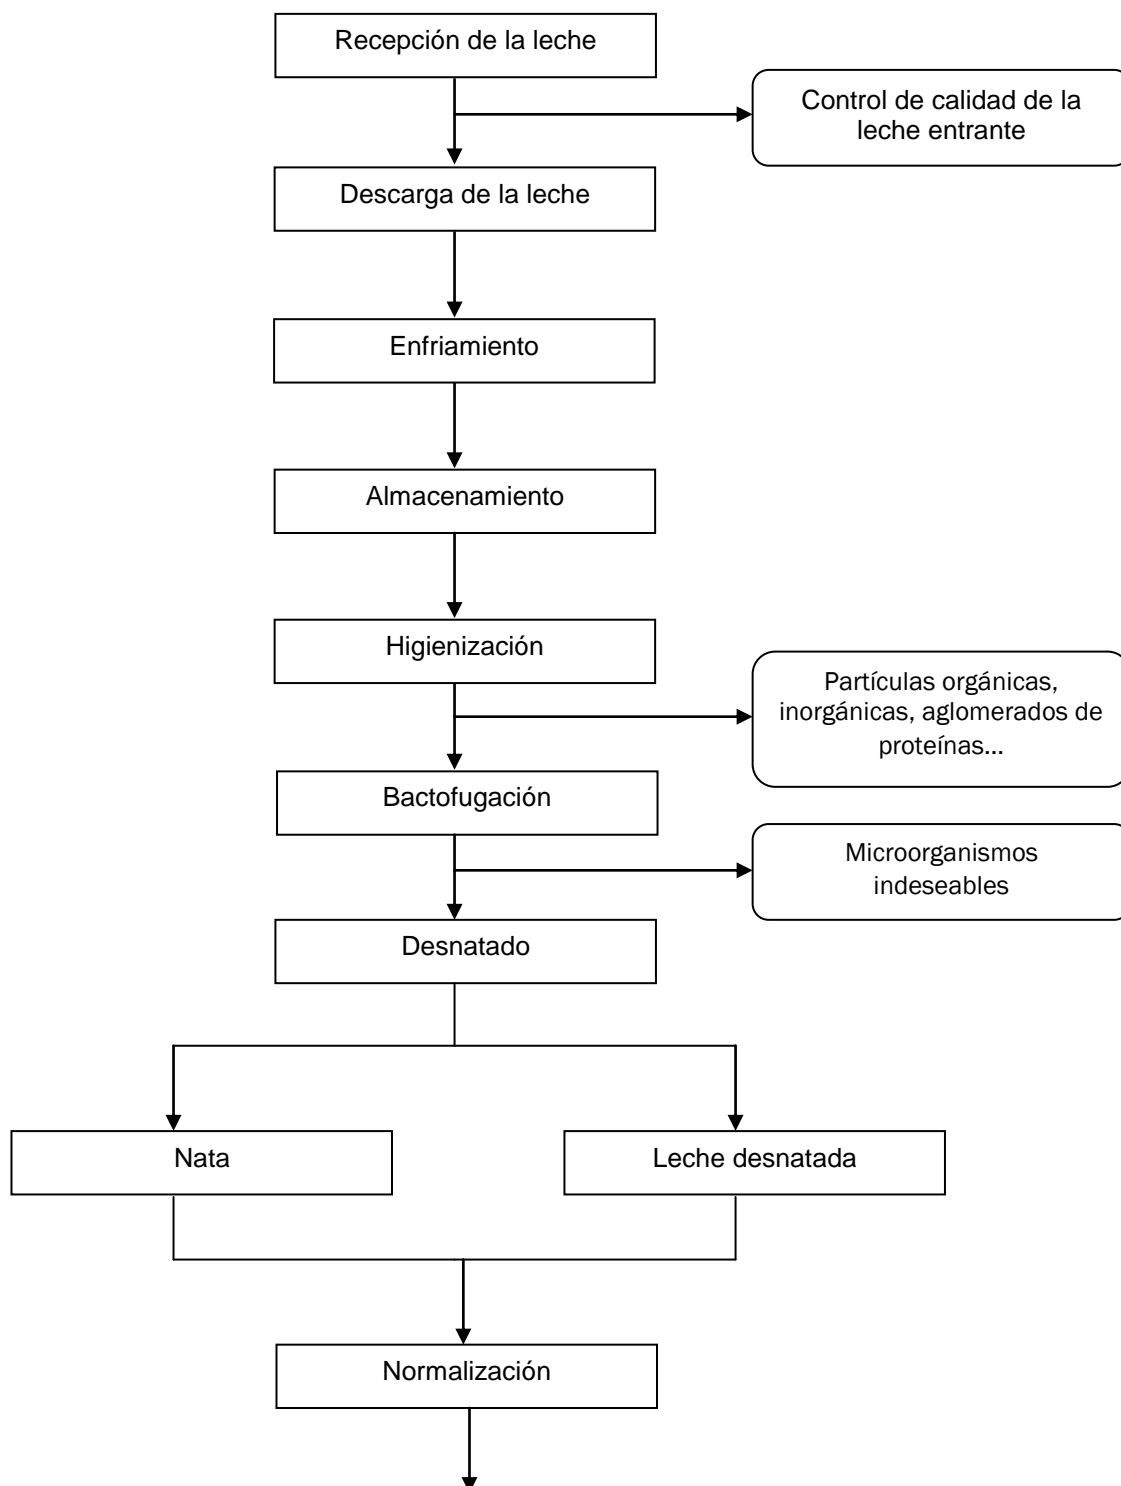 Recepción de la leche
Control de calidad de la
leche entrante
Descarga de la leche
Enfriamiento
Almacenamiento
Higienización
Partículas orgánicas,
inorgánicas, aglomerados de
proteínas...
Bactofugación
Microorganismos
indeseables
Desnatado
Nata
Leche desnatada
Normalización